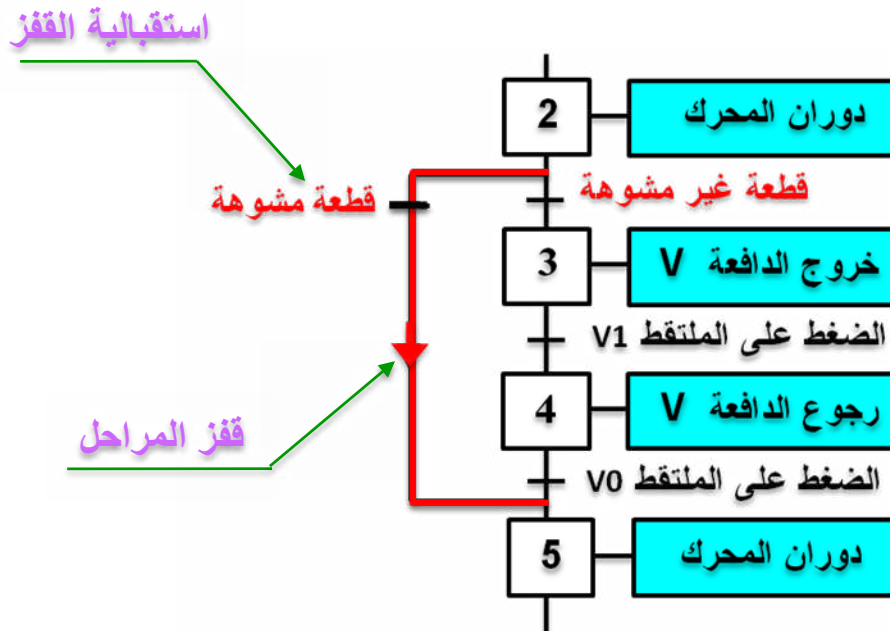 استقبالية القفز
2
دوران المحرك
قطعة غير مشوهة
قطعة مشوهة
3
خروج الدافعة V
الضغط على الملتقط V1
4
رجوع الدافعة V
قفز المراحل
الضغط على الملتقط V0
5
دوران المحرك